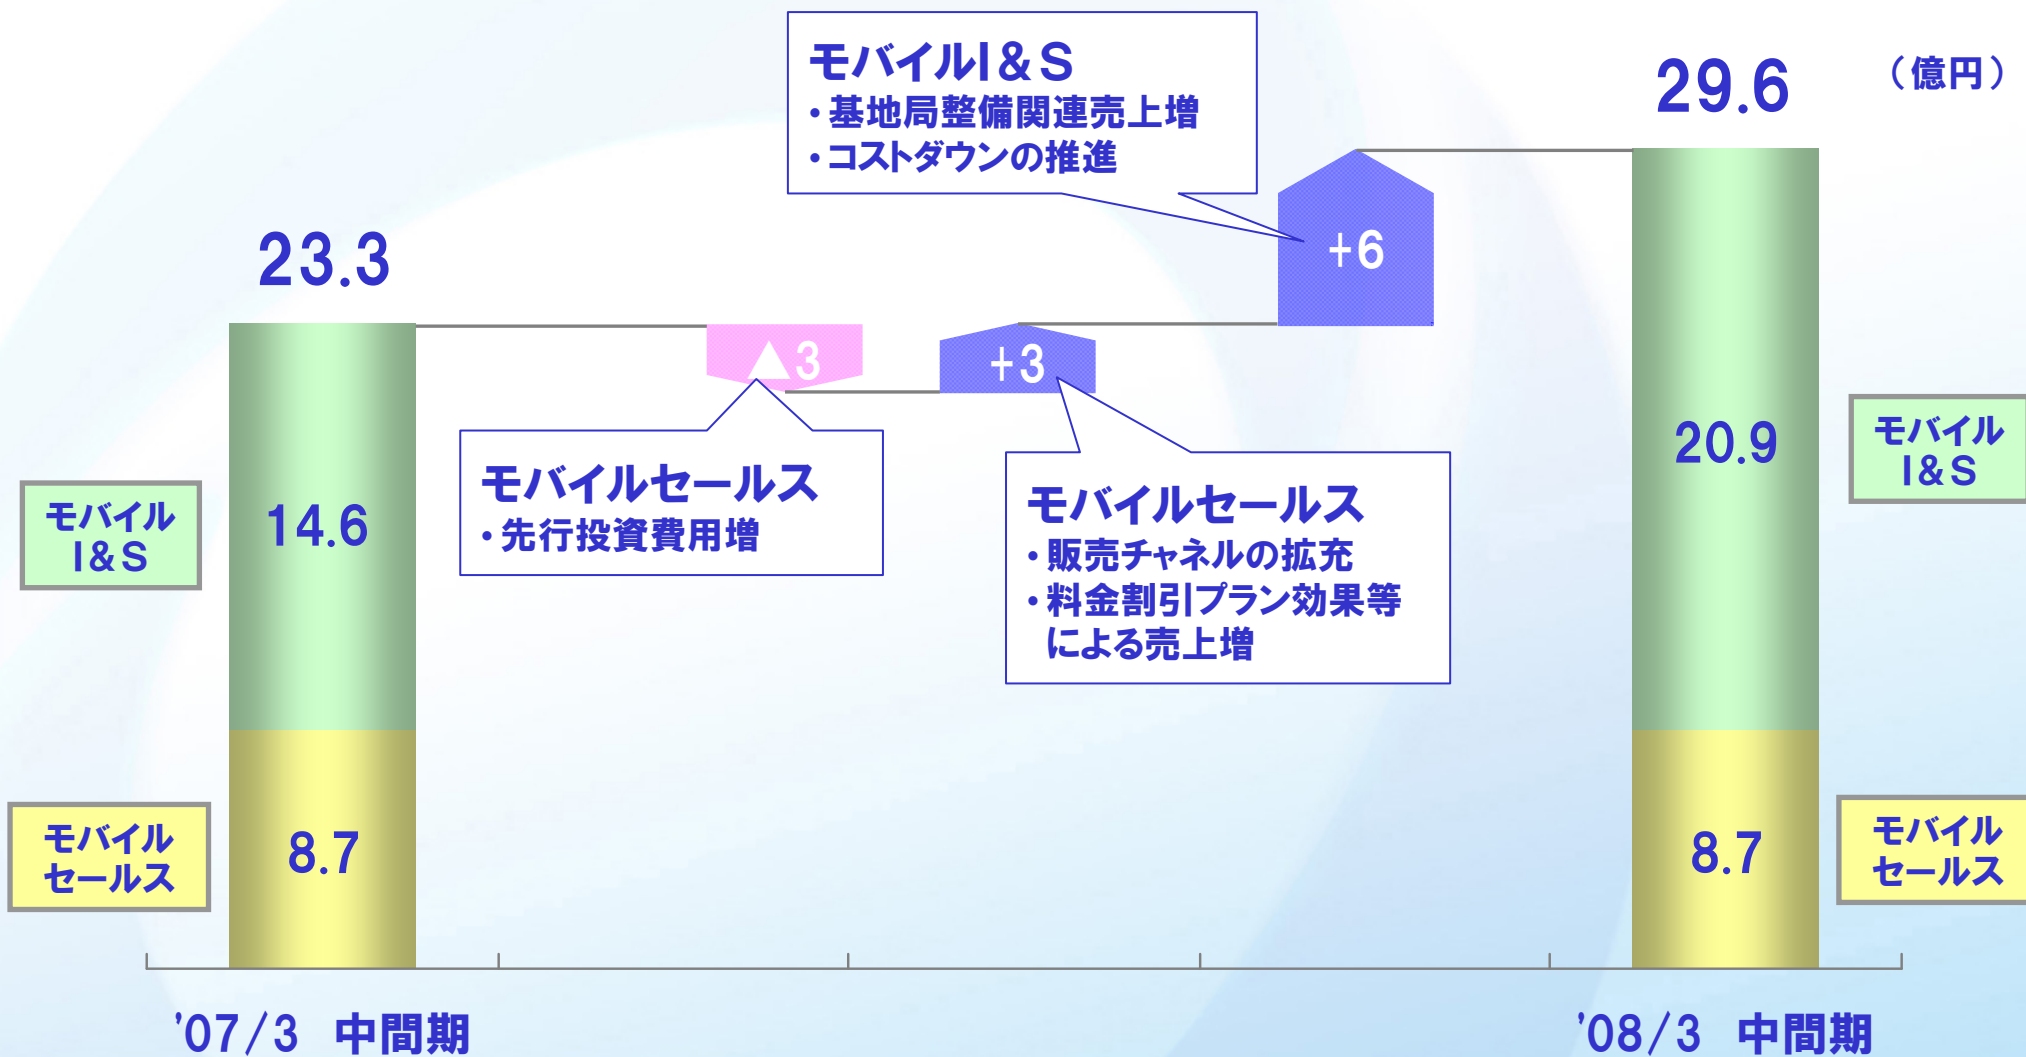 モバイルI&S
・基地局整備関連売上増
・コストダウンの推進
29.6
（億円）
23.3
+6
▲3
+3
モバイルセールス
・先行投資費用増
モバイルセールス
・販売チャネルの拡充
・料金割引プラン効果等
による売上増
モバイル
I&S
14.6
20.9
モバイル
I&S
モバイル
セールス
8.7
8.7
モバイル
セールス
'07/3 中間期
'08/3 中間期